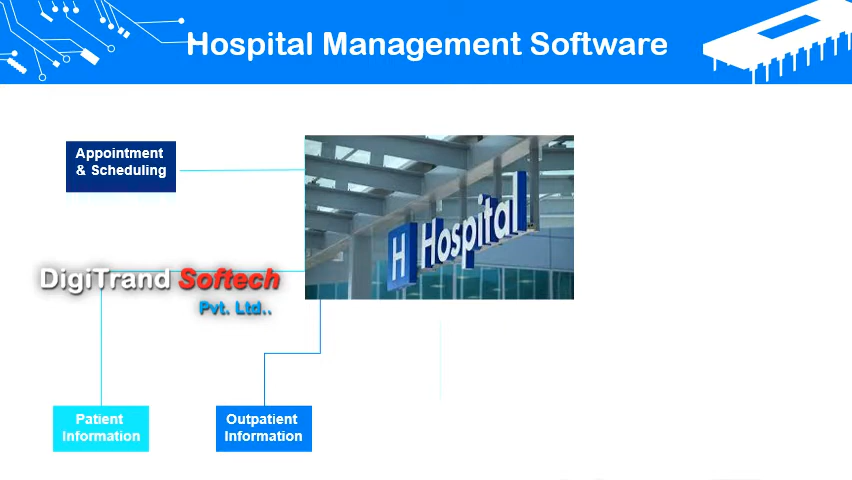 Hospital Management Software
Appointment
& Scheduling
H Hospital
DigiTrand Softech
Pvt. Ltd..
Patient
Information
Outpatient
Information